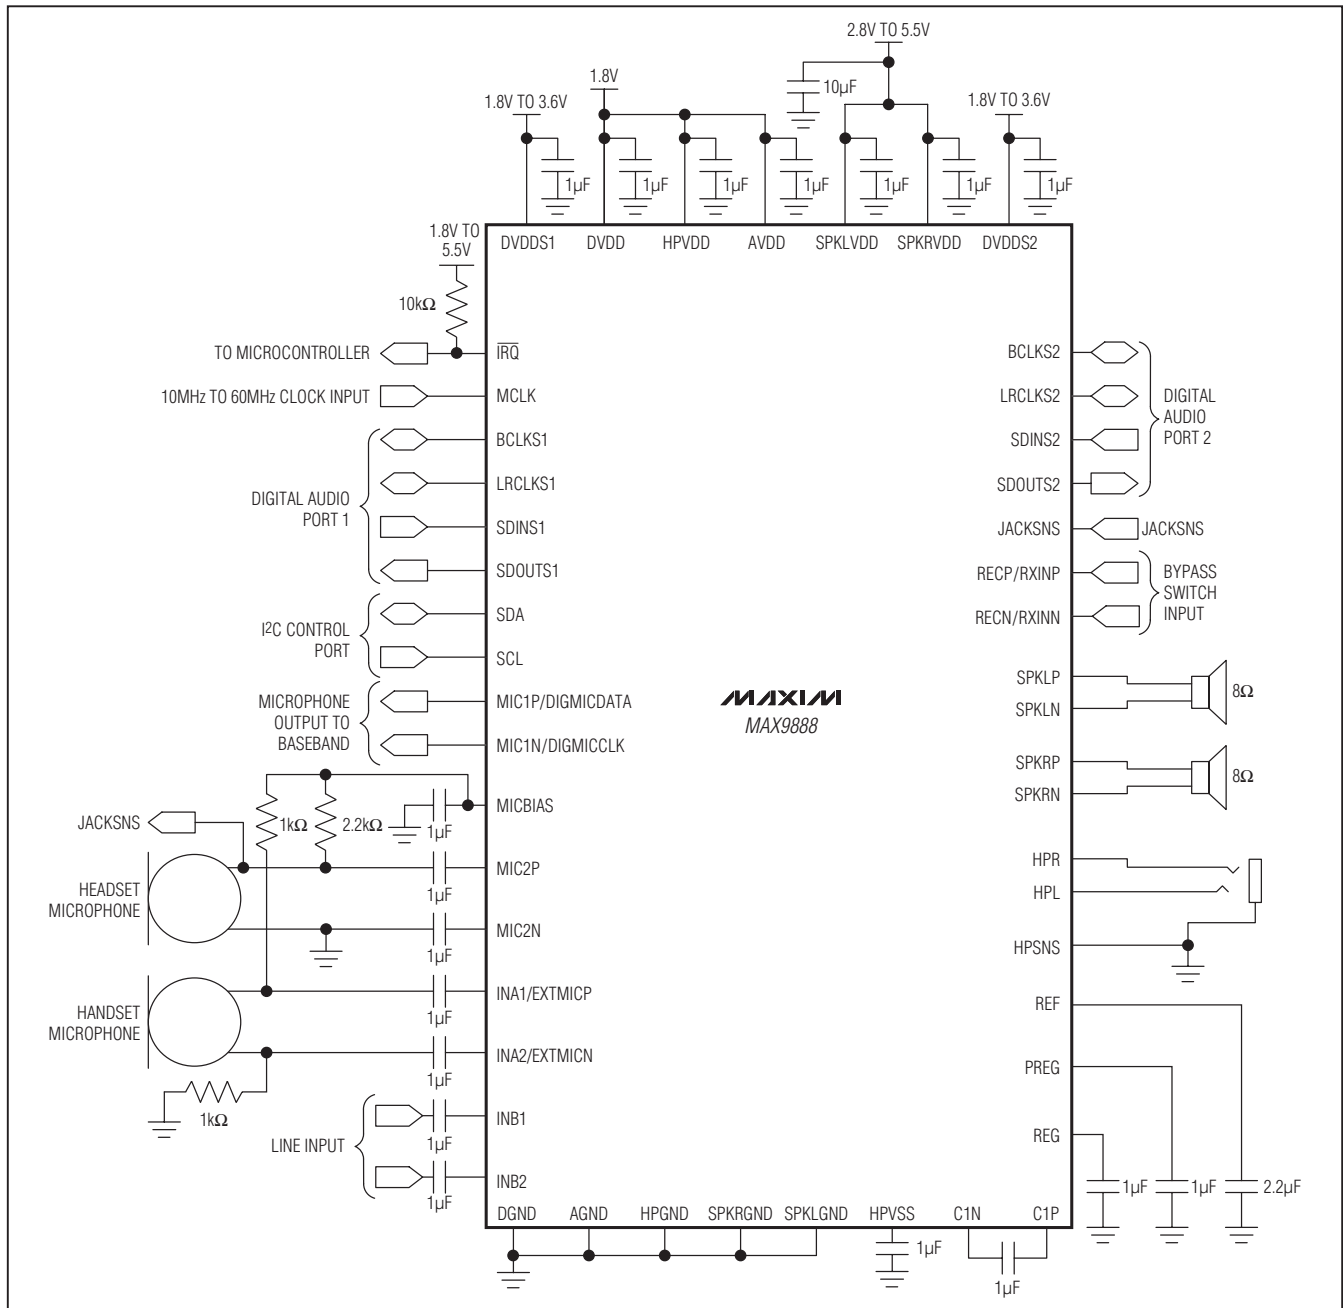 2.8V TO 5.5V
1.8V
10µF
1.8V TO 3.6V
1.8V TO 3.6V
1µF
1µF
1µF
1µF
1µF
1µF
1µF
1.8V TO
5.5V
DVDDS1
DVDD
HPVDD
AVDD
SPKLVDD
SPKRVDD
DVDDS2
10kΩ
TO MICROCONTROLLER
IRQ
10MHz TO 60MHz CLOCK INPUT
MCLK
DIGITAL AUDIO
PORT 1
BCLKS1
LRCLKS1
SDINS1
SDOUTS1
I²C CONTROL
PORT
SDA
SCL
MICROPHONE
OUTPUT TO
BASEBAND
MIC1P/DIGMICDATA
MIC1N/DIGMICCLK
MICBIAS
1µF
JACKSNS
1kΩ
2.2kΩ
HEADSET
MICROPHONE
MIC2P
1µF
MIC2N
1µF
HANDSET
MICROPHONE
INA1/EXTMICP
1µF
INA2/EXTMICN
1µF
1kΩ
LINE INPUT
INB1
1µF
INB2
1µF
MAXIM
MAX9888
BCLKS2
LRCLKS2
SDINS2
SDOUTS2
DIGITAL
AUDIO
PORT 2
JACKSNS
JACKSNS
RECP/RXINP
RECN/RXINN
BYPASS
SWITCH
INPUT
SPKLP
SPKLN
8Ω
SPKRP
SPKRN
8Ω
HPR
HPL
HPSNS
REF
PREG
REG
1µF
1µF
2.2µF
DGND
AGND
HPGND
SPKRGND
SPKLGND
HPVSS
C1N
C1P
1µF
1µF